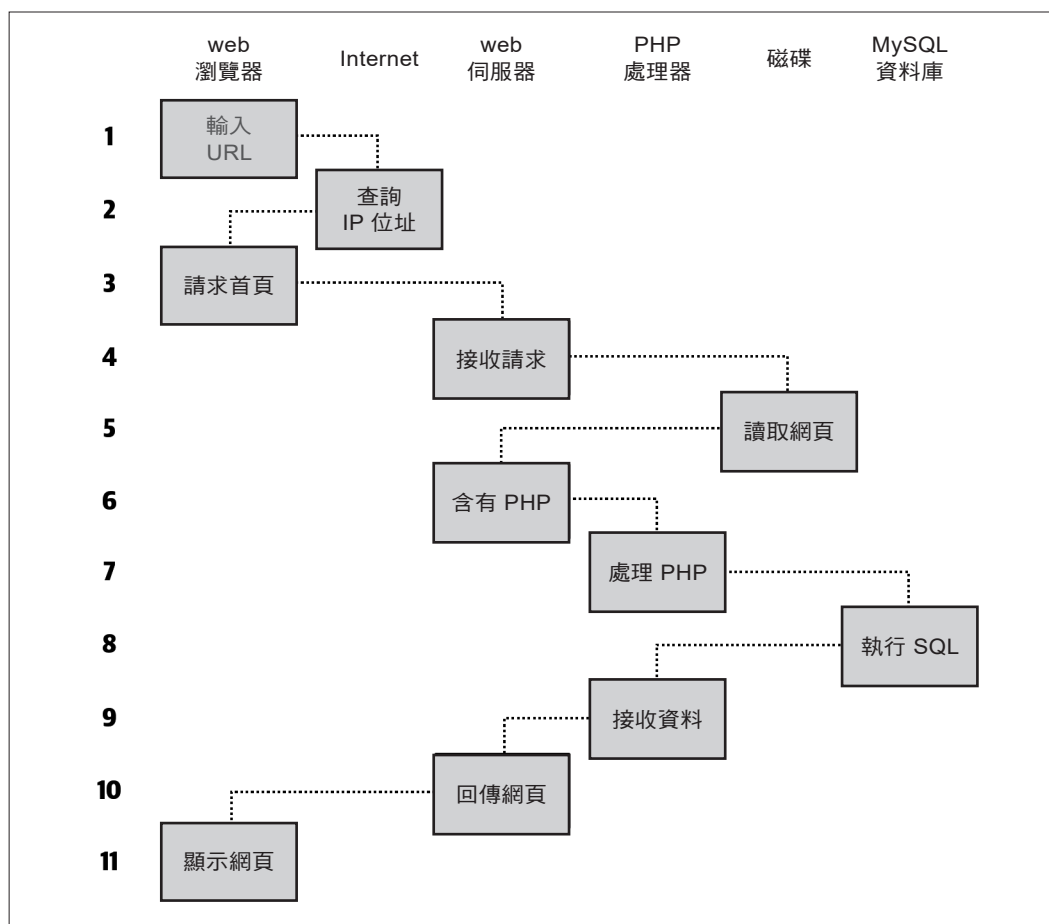 web
瀏覽器
Internet
web
伺服器
PHP
處理器
磁碟
MySQL
資料庫
1
輸入
URL
2
查詢
IP 位址
3
請求首頁
4
接收請求
5
讀取網頁
6
含有 PHP
7
處理 PHP
8
執行 SQL
9
接收資料
10
回傳網頁
11
顯示網頁